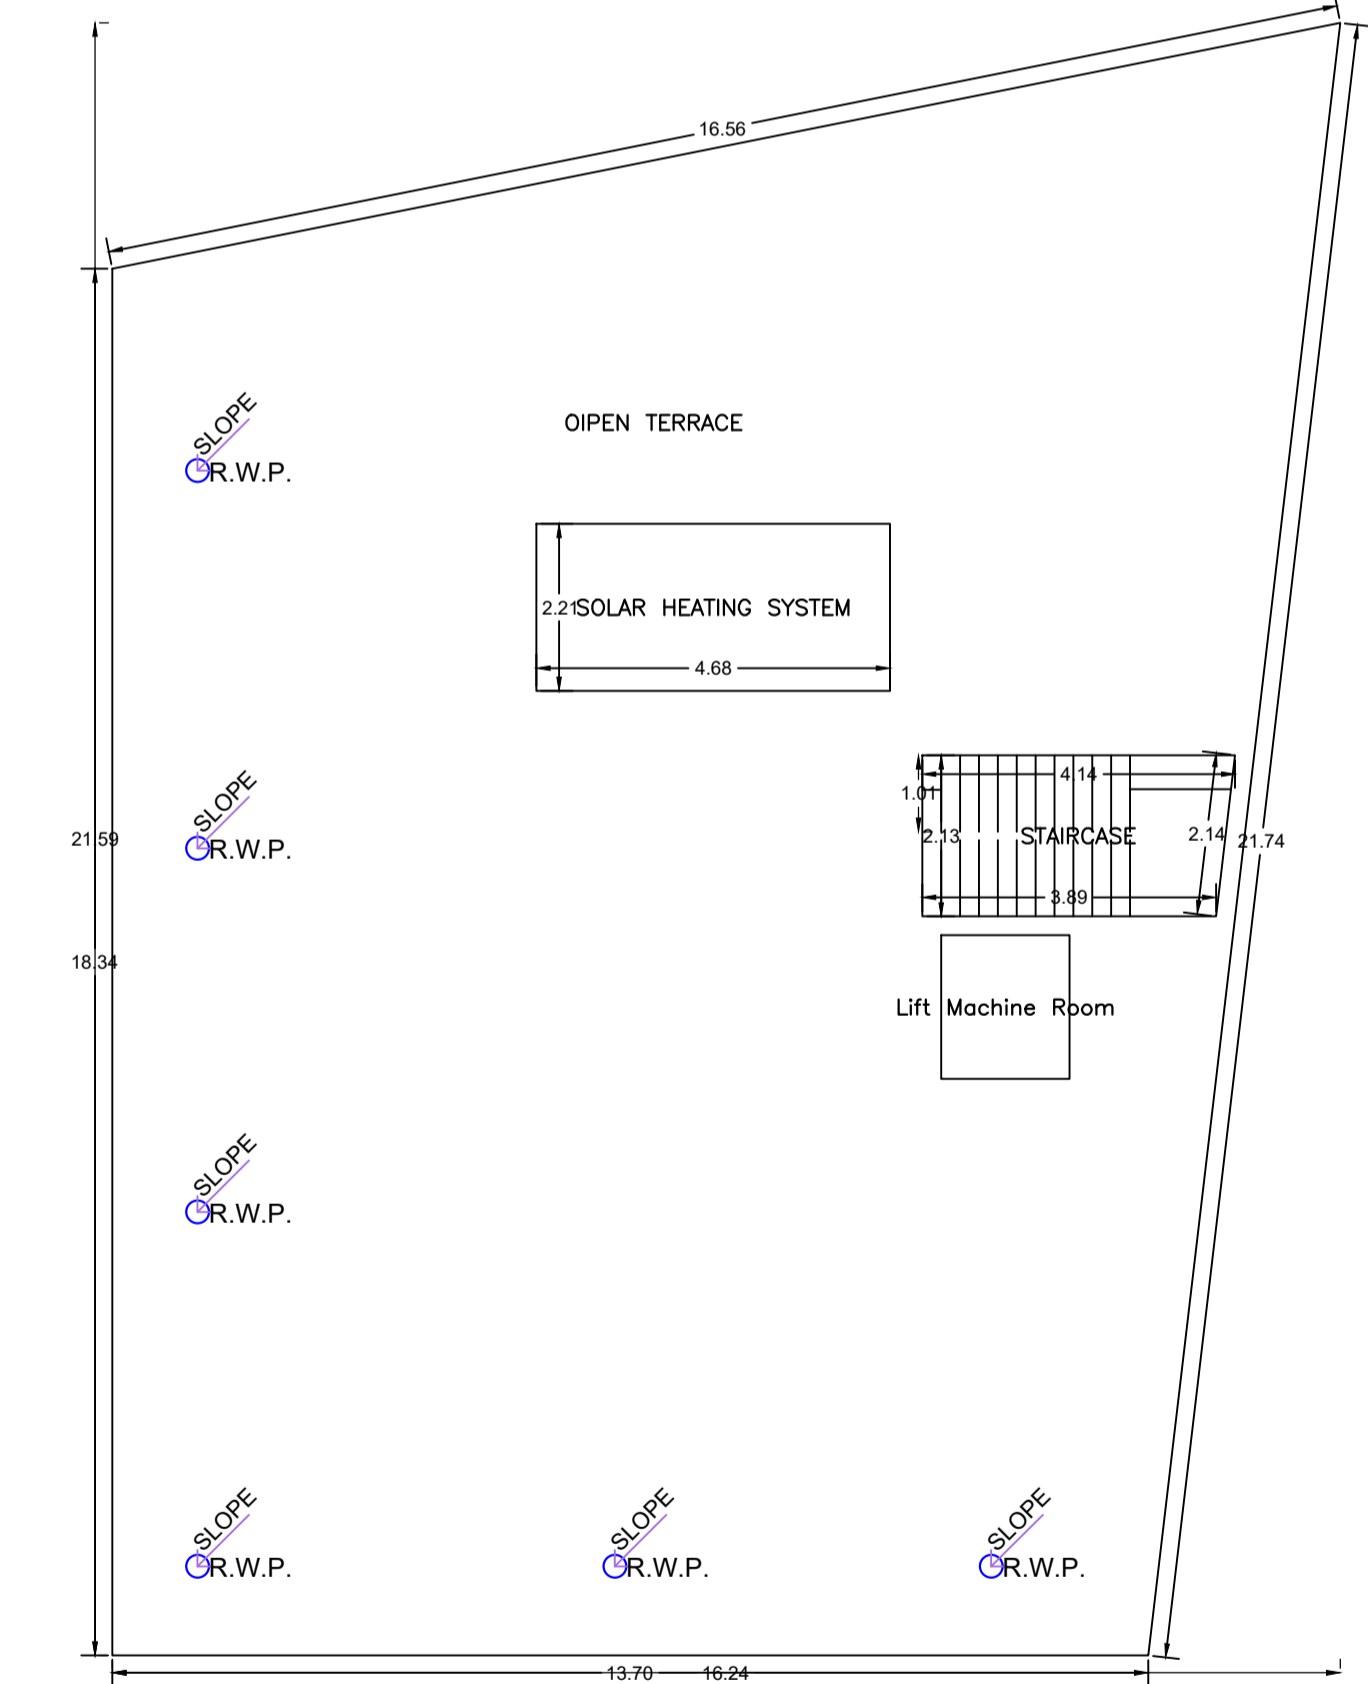 16.56
OIPEN TERRACE
SLOPE
R.W.P.
2.21
SOLAR HEATING SYSTEM
4.68
4.14
1.01
SLOPE
R.W.P.
21.59
2.13
STAIRCASE
2.14
21.74
3.89
18.34
Lift Machine Room
SLOPE
R.W.P.
SLOPE
R.W.P.
SLOPE
R.W.P.
SLOPE
R.W.P.
13.70
16.24